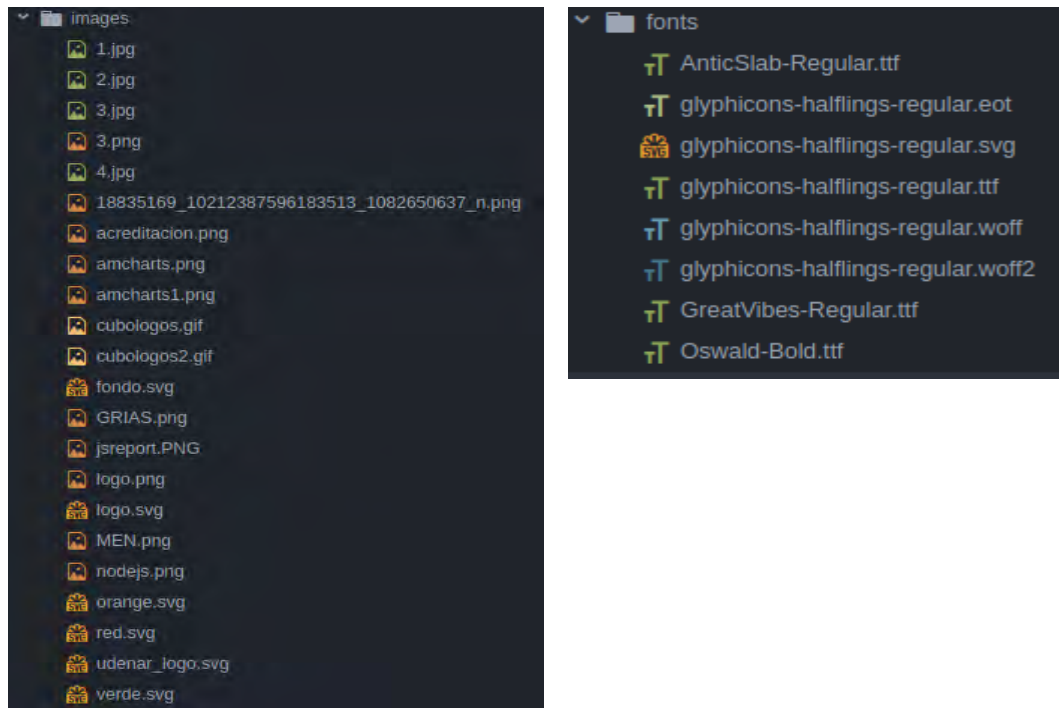 images
1.jpg
2.jpg
3.jpg
3.png
4.jpg
18835169_10212387596183513_1082650637_n.png
acreditacion.png
amcharts.png
amcharts1.png
cubologos.gif
cubologos2.gif
fondo.svg
GRIAS.png
jsreport.PNG
logo.png
logo.svg
MEN.png
nodejs.png
orange.svg
red.svg
udenar_logo.svg
verde.svg
fonts
AnticSlab-Regular.ttf
glyphicons-halflings-regular.eot
glyphicons-halflings-regular.svg
glyphicons-halflings-regular.ttf
glyphicons-halflings-regular.woff
glyphicons-halflings-regular.woff2
GreatVibes-Regular.ttf
Oswald-Bold.ttf